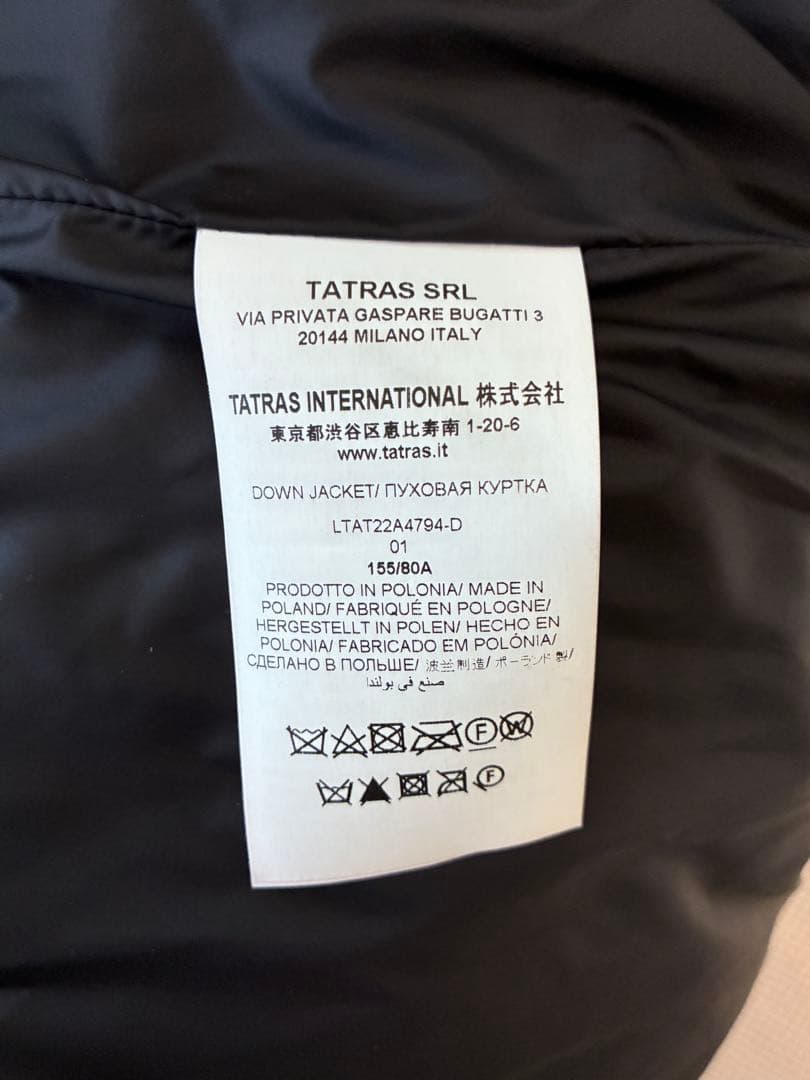 TATRAS SRL
VIA PRIVATA GASPARE BUGATTI 3
20144 MILANO ITALY
TATRAS INTERNATIONAL 株式会社
東京都渋谷区恵比寿南 1-20-6
www.tatras.it
DOWN JACKET/ ПУХОВАЯ КУРТКА
LTAT22A4794-D
01
155/80A
PRODOTTO IN POLONIA/ MADE IN
POLAND/ FABRIQUÉ EN POLOGNE/
HERGESTELLT IN POLEN/ HECHO EN
POLONIA/ FABRICADO EM POLÓNIA/
СДЕЛАНО В ПОЛЬШЕ/ 波兰制造/ ポーランド製/
صنع في بولندا
F W
F